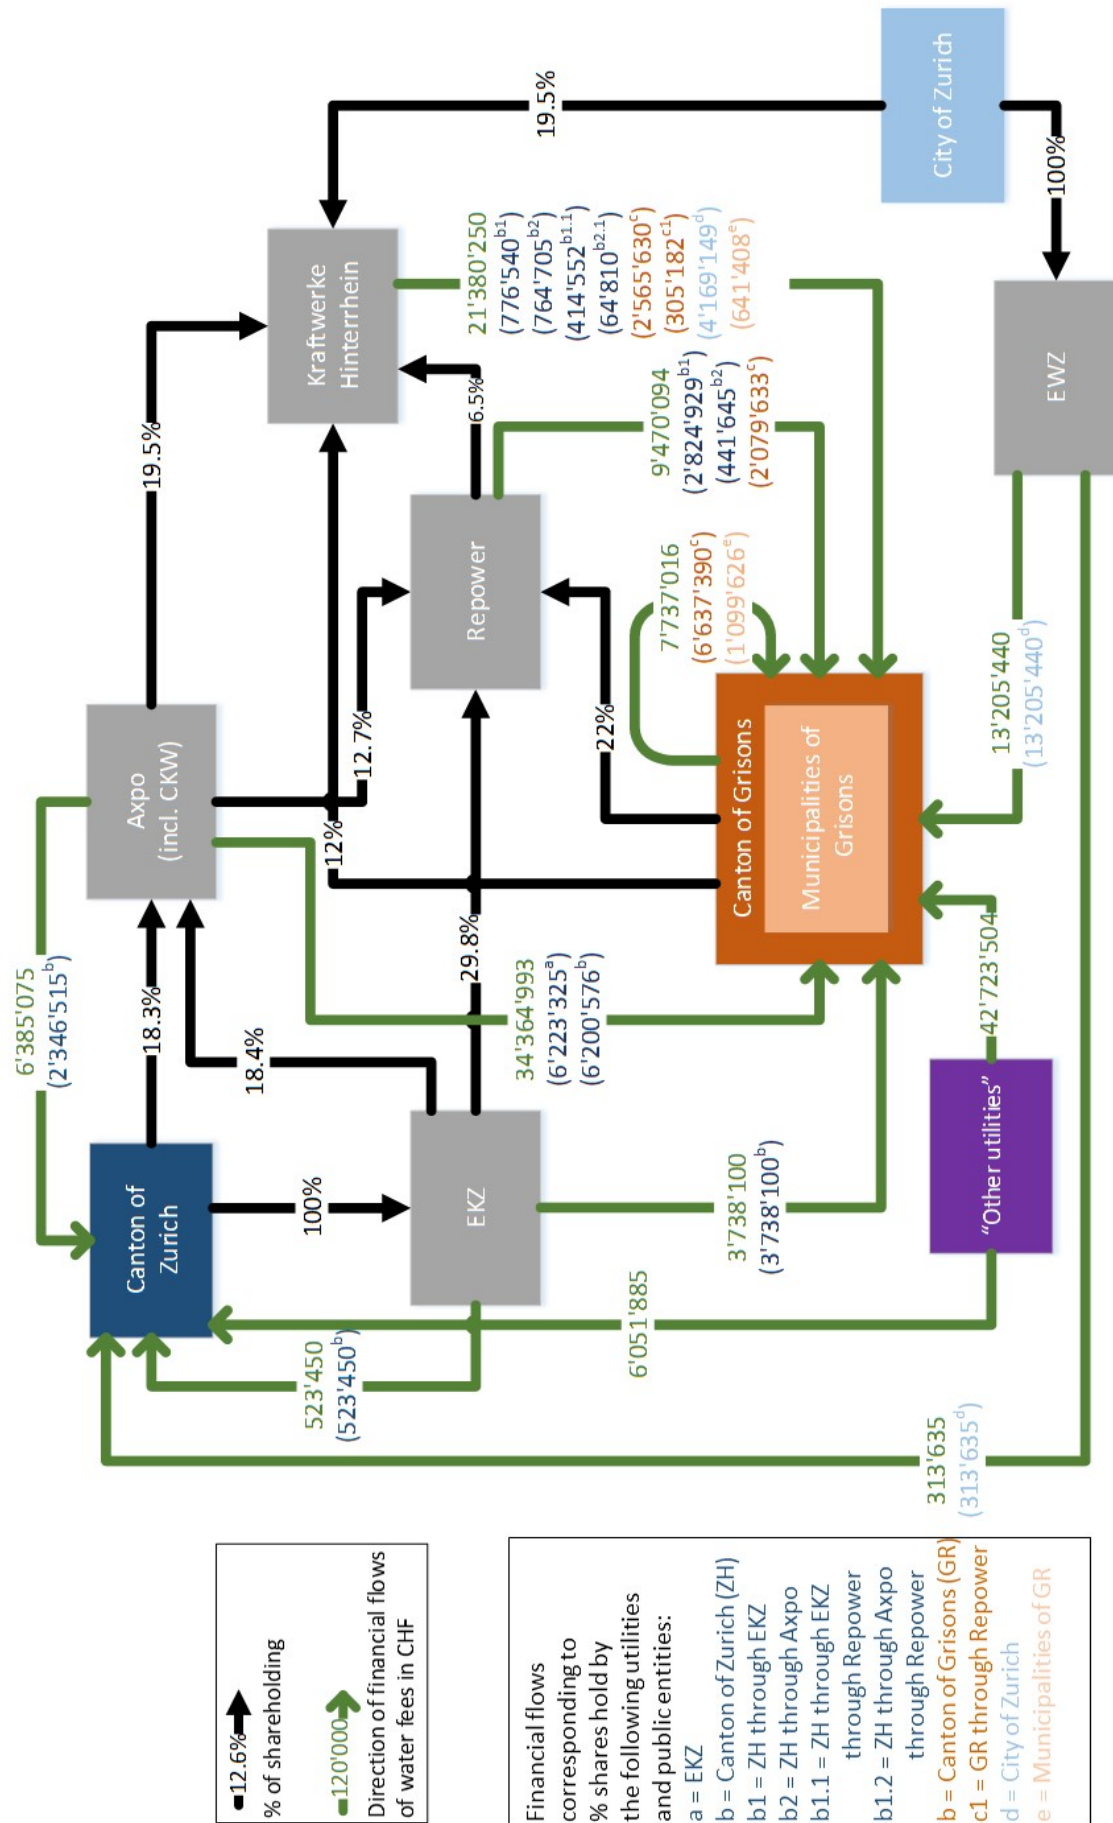 6'385'075
(2'346'515ᵇ)
Canton of
Zurich
18.3%
Axpo
(incl. CKW)
19.5%
Kraftwerke
Hinterrhein
19.5%
City of Zurich
100%
18.4%
100%
EKZ
29.8%
12.7%
12%
Repower
6.5%
22%
523'450
(523'450ᵇ)
34'364'993
(6'223'325ᵃ)
(6'200'576ᵇ)
21'380'250
(776'540ᵇ¹)
(764'705ᵇ²)
(414'552ᵇ¹·¹)
(64'810ᵇ²·¹)
(2'565'630ᶜ)
(305'182ᶜ¹)
(4'169'149ᵈ)
(641'408ᵉ)
9'470'094
(2'824'929ᵇ¹)
(441'645ᵇ²)
(2'079'633ᶜ)
7'737'016
(6'637'390ᶜ)
(1'099'626ᵉ)
Canton of Grisons
Municipalities of
Grisons
3'738'100
(3'738'100ᵇ)
6'051'885
"Other utilities"
42'723'504
13'205'440
(13'205'440ᵈ)
EWZ
313'635
(313'635ᵈ)
12.6%
% of shareholding
120'000
Direction of financial flows
of water fees in CHF
Financial flows
corresponding to
% shares hold by
the following utilities
and public entities:
a = EKZ
b = Canton of Zurich (ZH)
b1 = ZH through EKZ
b2 = ZH through Axpo
b1.1 = ZH through EKZ
through Repower
b1.2 = ZH through Axpo
through Repower
b = Canton of Grisons (GR)
c1 = GR through Repower
d = City of Zurich
e = Municipalities of GR